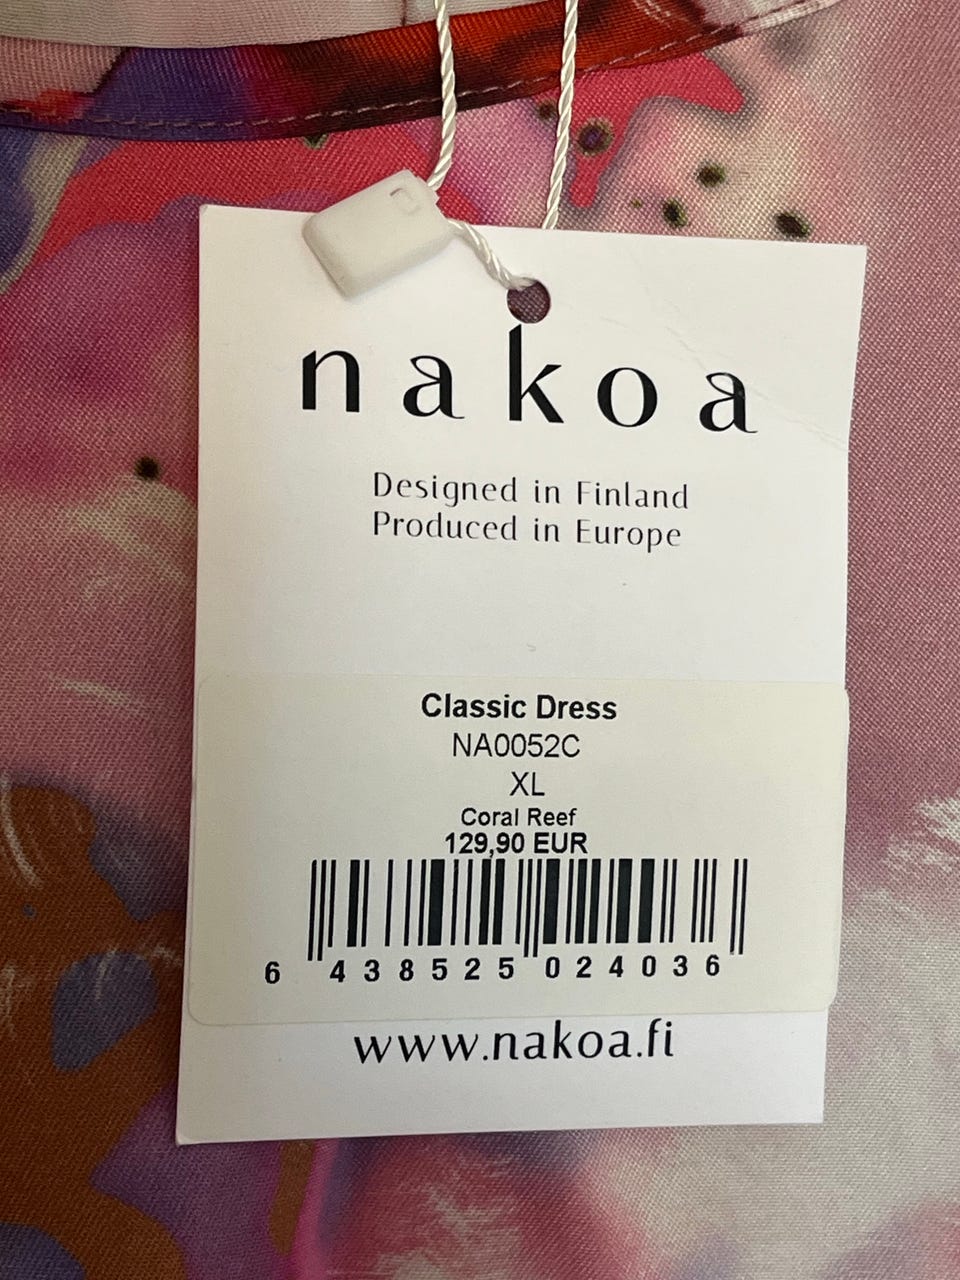 nakoa
Designed in Finland
Produced in Europe
Classic Dress
NA0052C
XL
Coral Reef
129,90 EUR
6 438525 024036
www.nakoa.fi